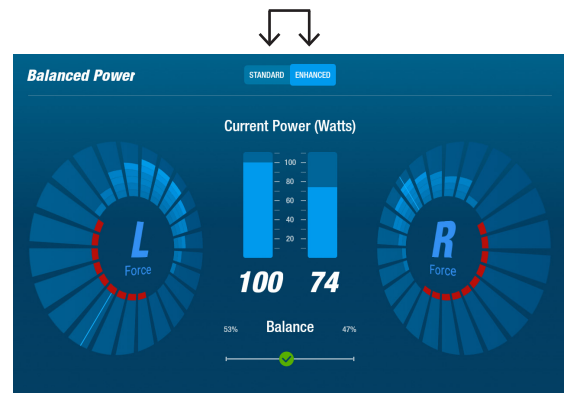 Balanced Power
STANDARD ENHANCED
Current Power (Watts)
100
80
60
40
20
L
Force
R
Force
100 74
53% Balance 47%